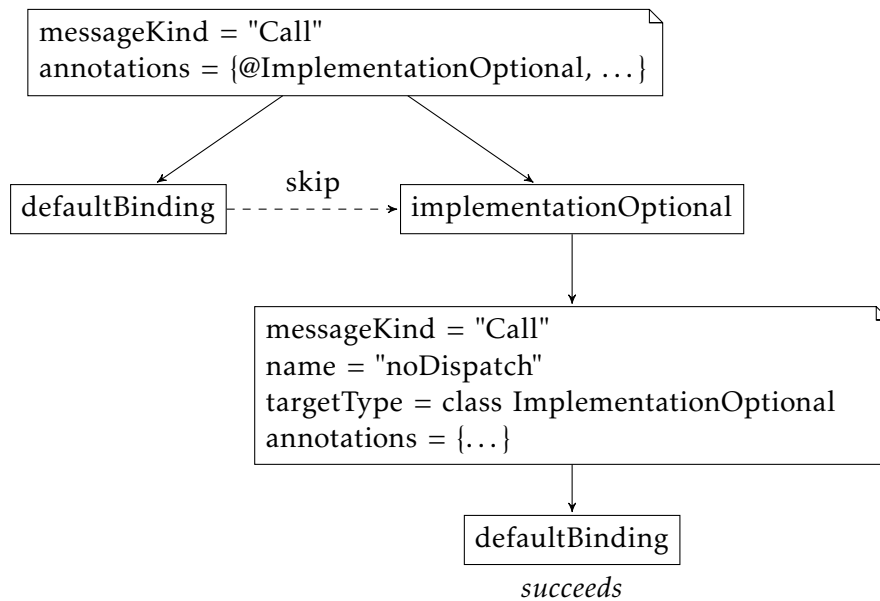 messageKind = "Call"
annotations = {@ImplementationOptional, ...}
skip
defaultBinding
implementationOptional
messageKind = "Call"
name = "noDispatch"
targetType = class ImplementationOptional
annotations = {...}
defaultBinding
succeeds